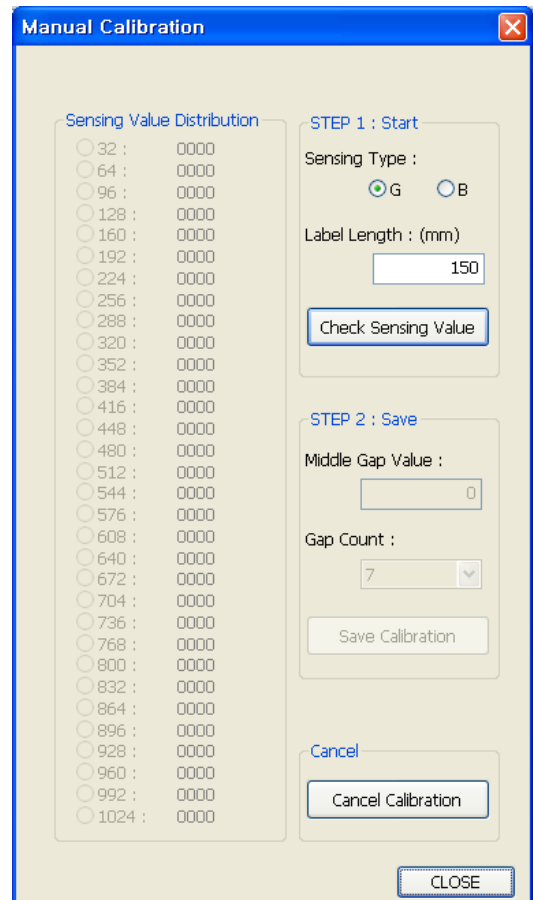 Manual Calibration
Sensing Value Distribution
32 : 0000
64 : 0000
96 : 0000
128 : 0000
160 : 0000
192 : 0000
224 : 0000
256 : 0000
288 : 0000
320 : 0000
352 : 0000
384 : 0000
416 : 0000
448 : 0000
480 : 0000
512 : 0000
544 : 0000
576 : 0000
608 : 0000
640 : 0000
672 : 0000
704 : 0000
736 : 0000
768 : 0000
800 : 0000
832 : 0000
864 : 0000
896 : 0000
928 : 0000
960 : 0000
992 : 0000
1024 : 0000
STEP 1 : Start
Sensing Type :
G B
Label Length : (mm)
150
Check Sensing Value
STEP 2 : Save
Middle Gap Value :
0
Gap Count :
7
Save Calibration
Cancel
Cancel Calibration
CLOSE